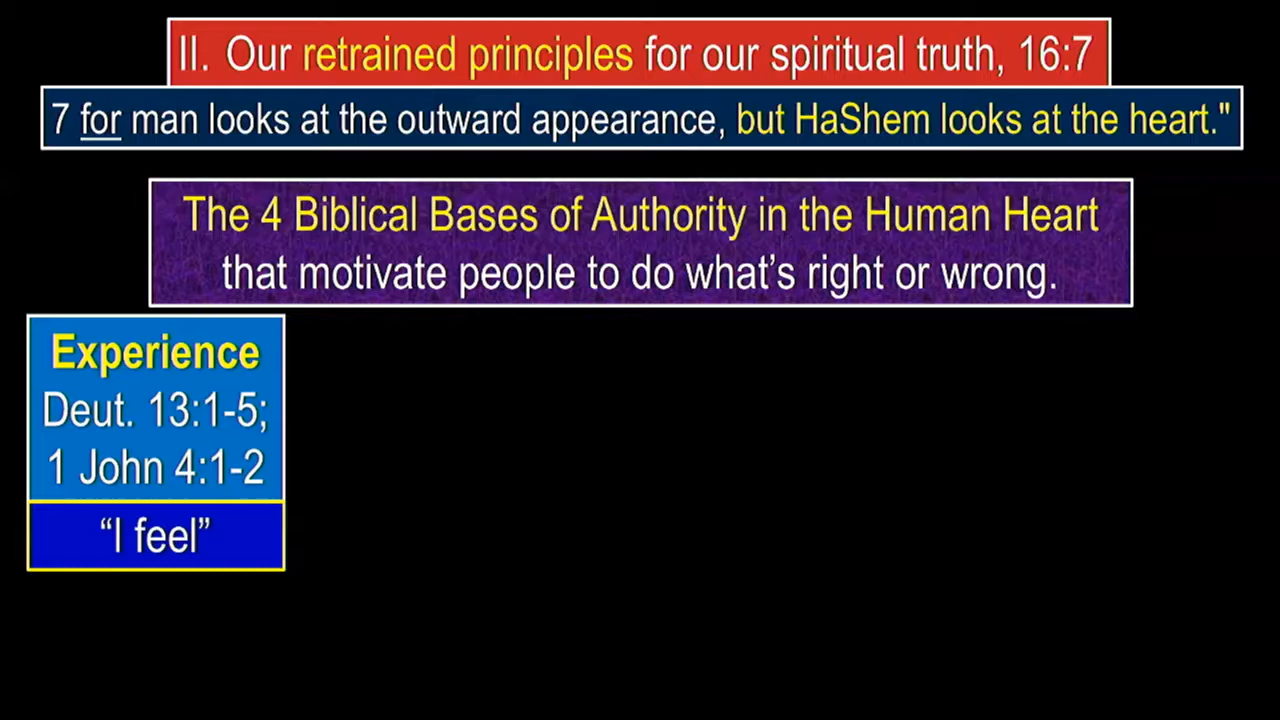 II. Our retrained principles for our spiritual truth, 16:7
7 for man looks at the outward appearance, but HaShem looks at the heart."
The 4 Biblical Bases of Authority in the Human Heart
that motivate people to do what’s right or wrong.
Experience
Deut. 13:1-5;
1 John 4:1-2
“I feel”